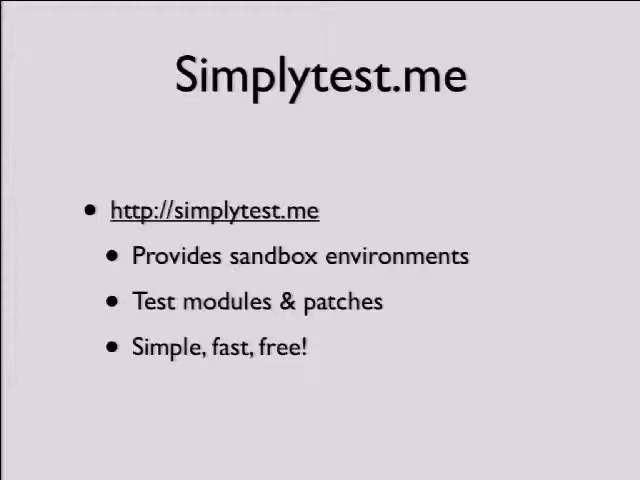 Simplytest.me
• http://simplytest.me
• Provides sandbox environments
• Test modules & patches
• Simple, fast, free!